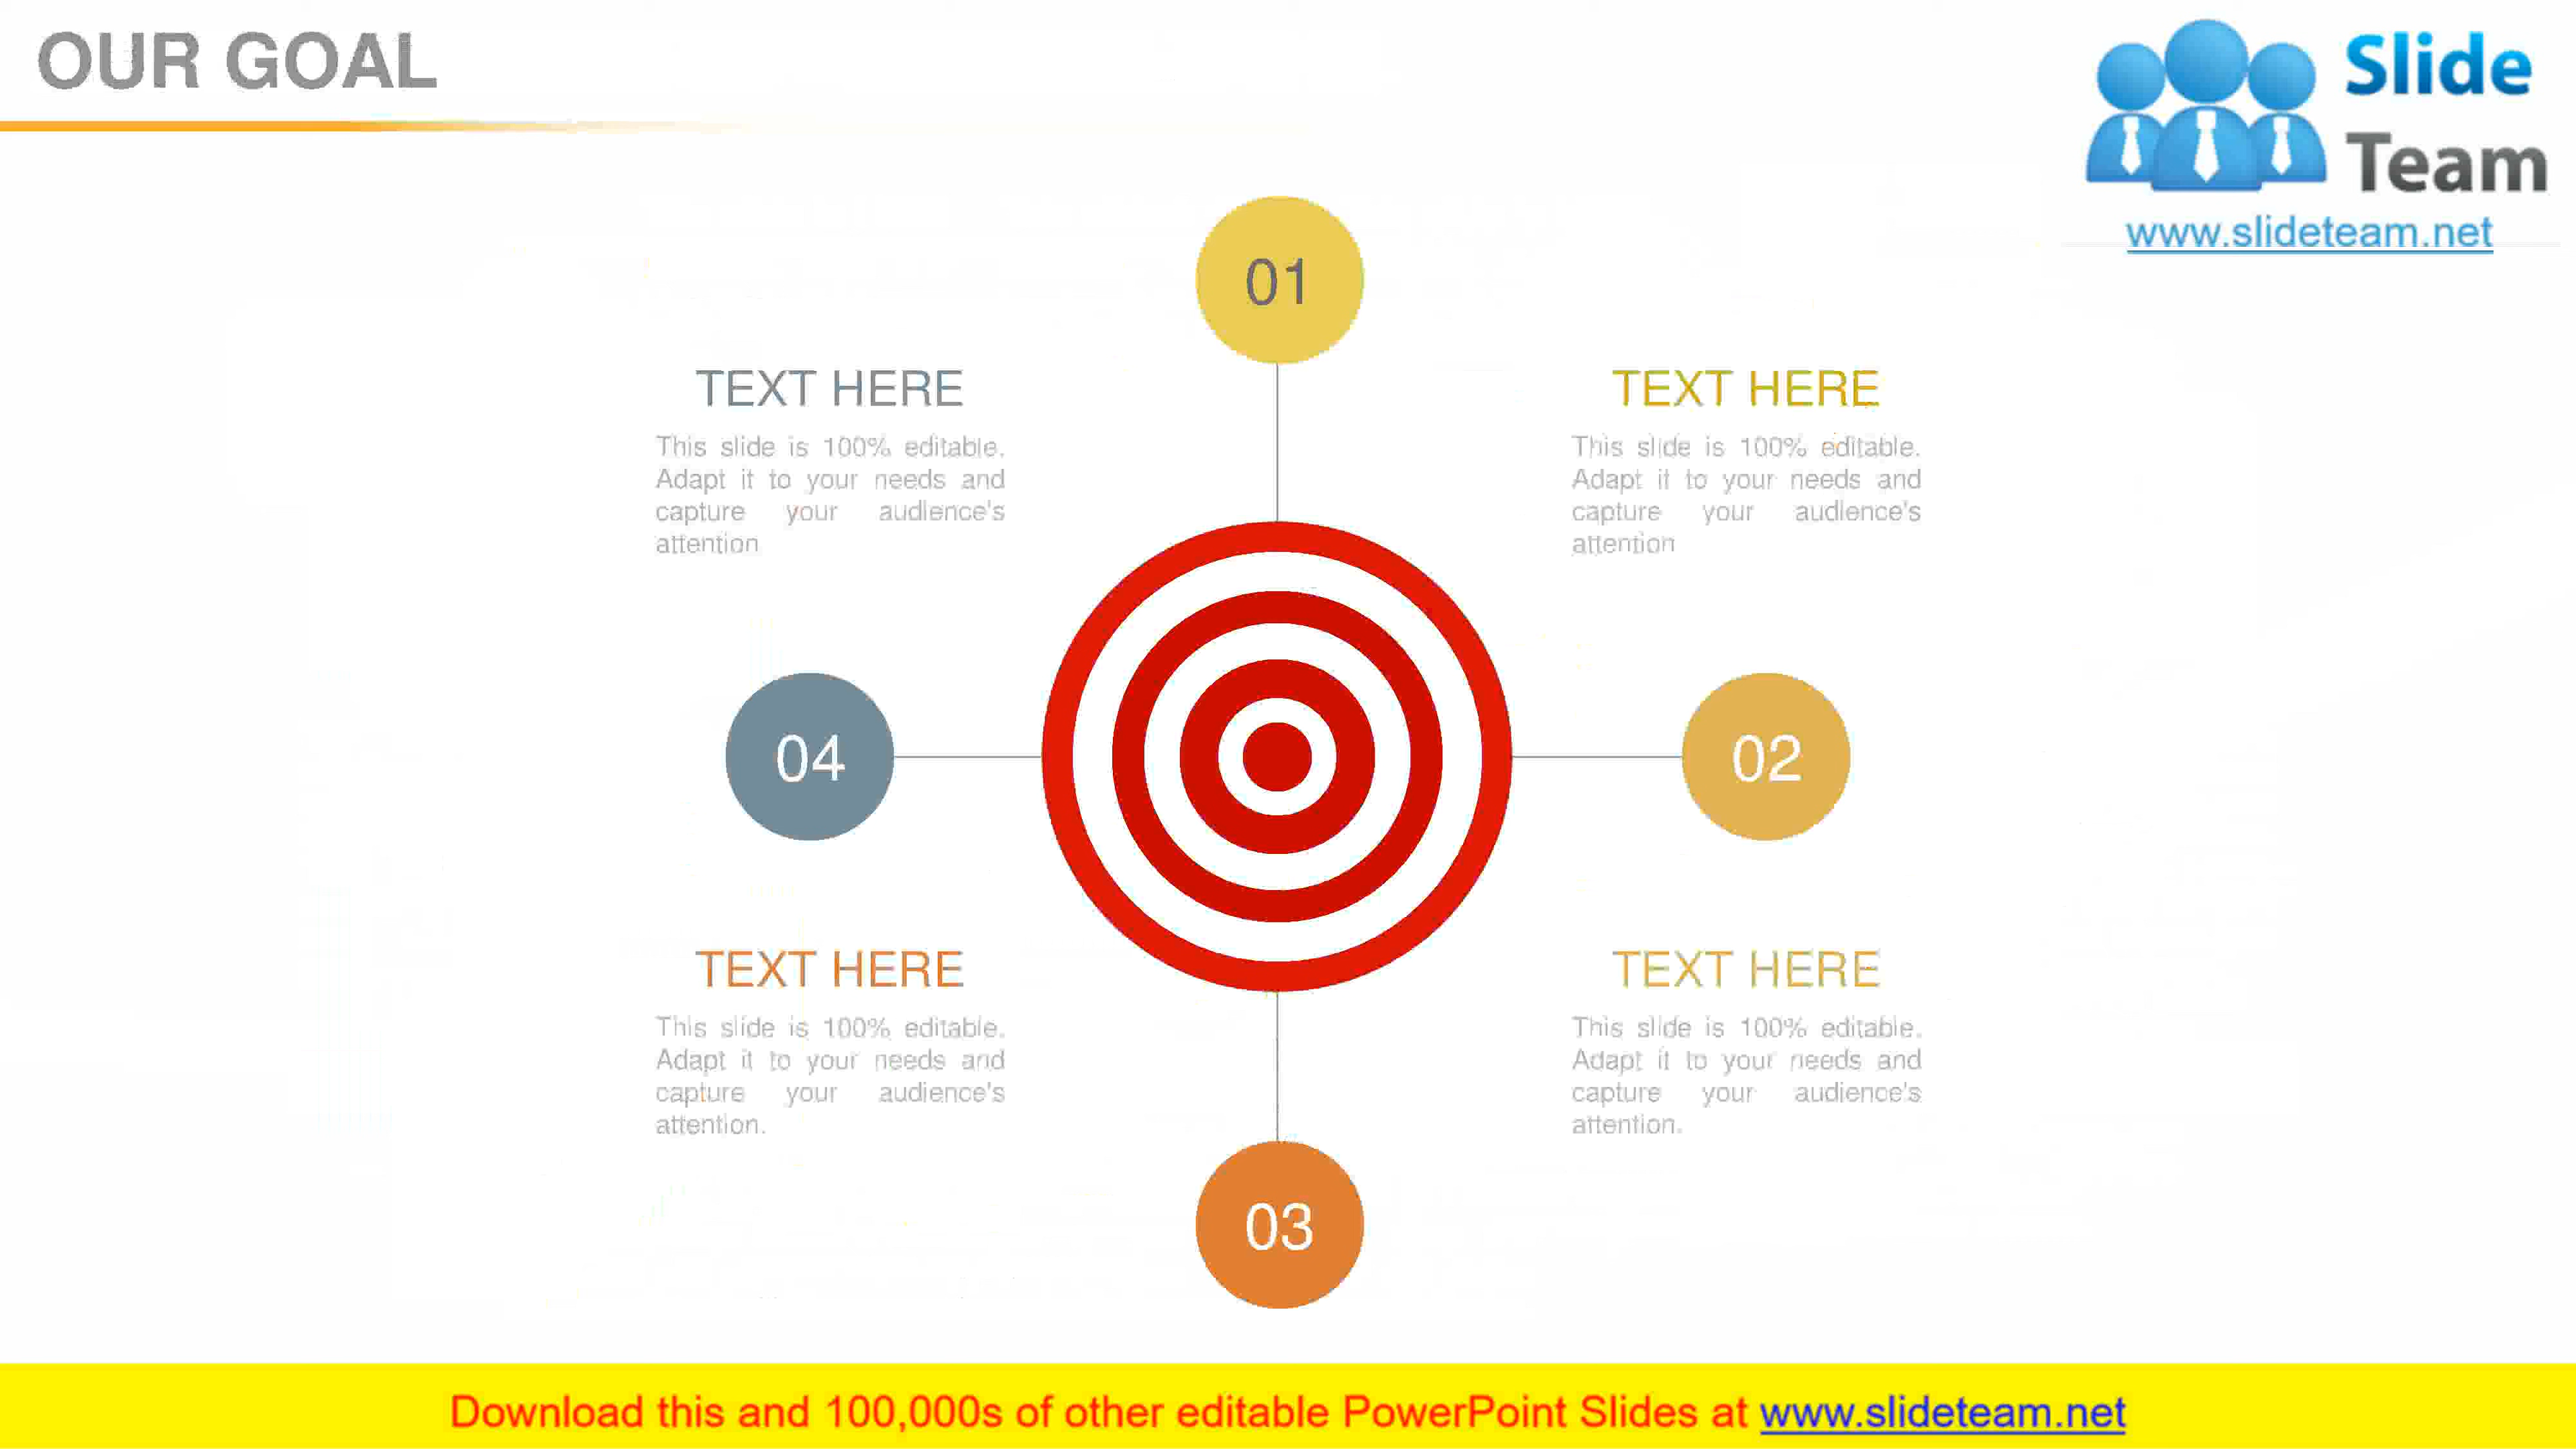 OUR GOAL
Slide
Team
www.slideteam.net
01
TEXT HERE
This slide is 100% editable.
Adapt it to your needs and
capture your audience's
attention
TEXT HERE
This slide is 100% editable.
Adapt it to your needs and
capture your audience's
attention
04
02
TEXT HERE
This slide is 100% editable.
Adapt it to your needs and
capture your audience's
attention.
TEXT HERE
This slide is 100% editable.
Adapt it to your needs and
capture your audience's
attention.
03
Download this and 100,000s of other editable PowerPoint Slides at www.slideteam.net